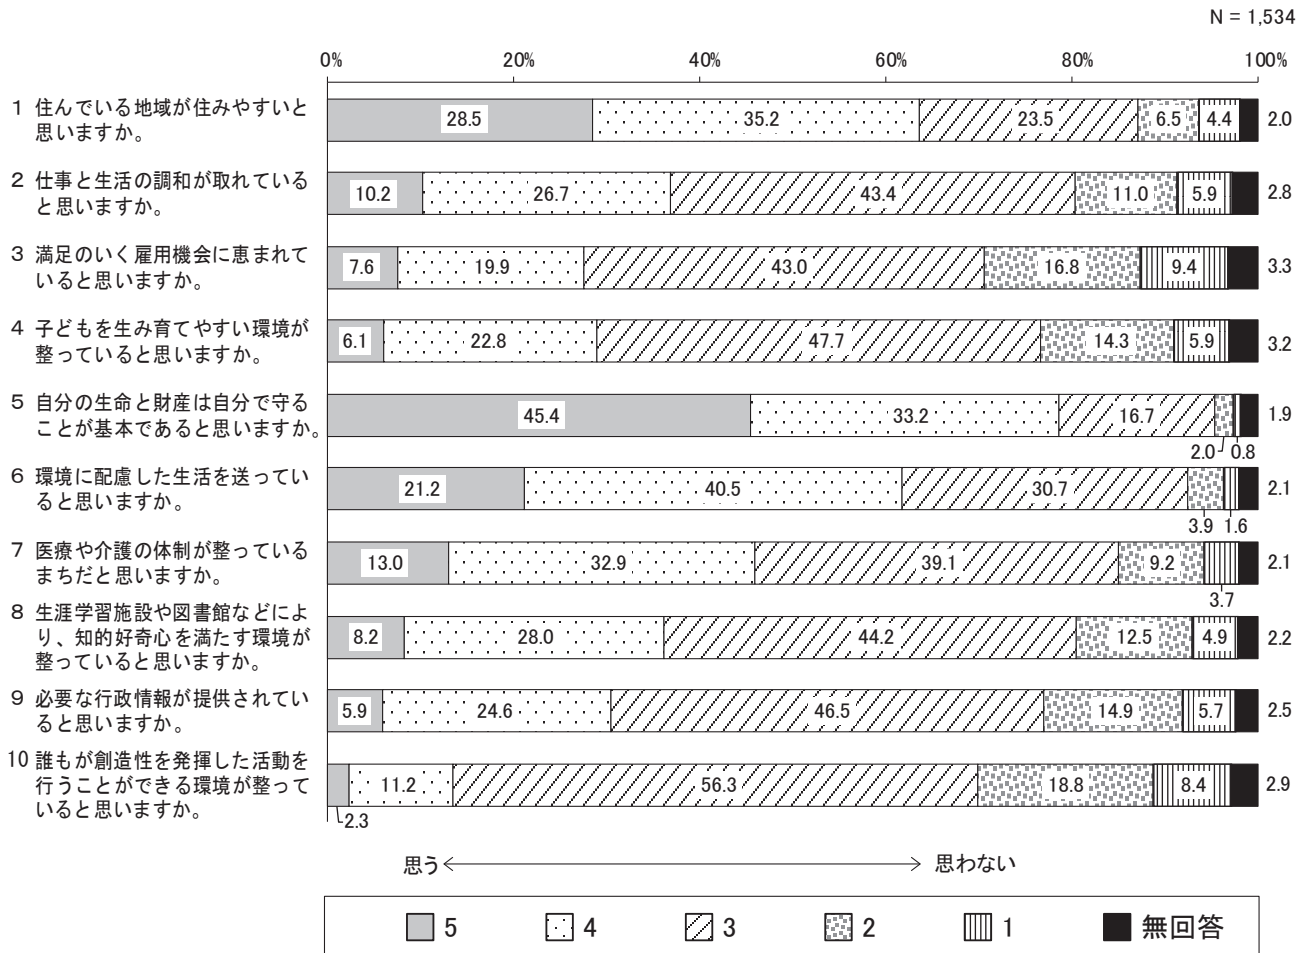 N = 1,534
0% 20% 40% 60% 80% 100%
1 住んでいる地域が住みやすいと
思いますか。
28.5 35.2 23.5 6.5 4.4 2.0
2 仕事と生活の調和が取れている
と思いますか。
10.2 26.7 43.4 11.0 5.9 2.8
3 満足のいく雇用機会に恵まれて
いると思いますか。
7.6 19.9 43.0 16.8 9.4 3.3
4 子どもを生み育てやすい環境が
整っていると思いますか。
6.1 22.8 47.7 14.3 5.9 3.2
5 自分の生命と財産は自分で守る
ことが基本であると思いますか。
45.4 33.2 16.7 2.0 0.8 1.9
6 環境に配慮した生活を送ってい
ると思いますか。
21.2 40.5 30.7 3.9 1.6 2.1
7 医療や介護の体制が整っている
まちだと思いますか。
13.0 32.9 39.1 9.2 3.7 2.1
8 生涯学習施設や図書館などによ
り、知的好奇心を満たす環境が
整っていると思いますか。
8.2 28.0 44.2 12.5 4.9 2.2
9 必要な行政情報が提供されてい
ると思いますか。
5.9 24.6 46.5 14.9 5.7 2.5
10 誰もが創造性を発揮した活動を
行うことができる環境が整って
いると思いますか。
2.3 11.2 56.3 18.8 8.4 2.9
思う 思わない
5 4 3 2 1 無回答